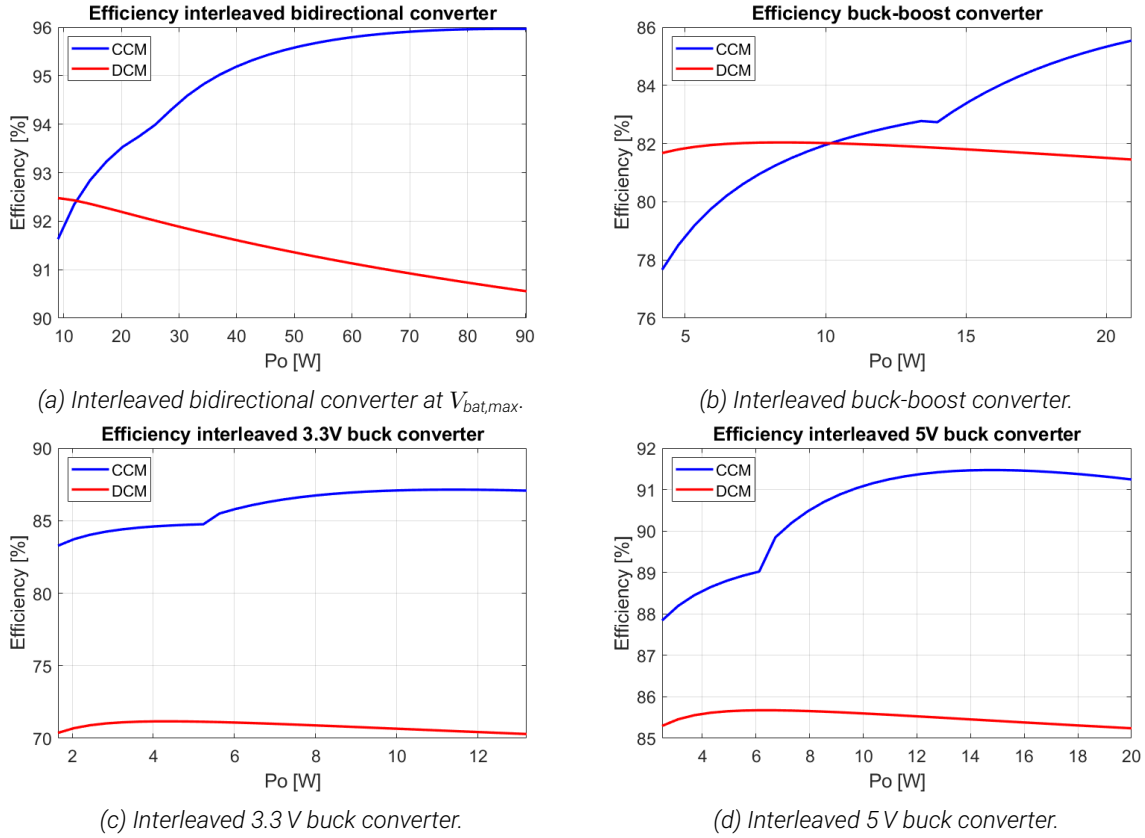 Efficiency interleaved bidirectional converter
96
95
94
93
92
91
90
Efficiency [%]
CCM
DCM
10 20 30 40 50 60 70 80 90
Po [W]
(a) Interleaved bidirectional converter at V_bat,max.
Efficiency buck-boost converter
86
84
82
80
78
76
Efficiency [%]
CCM
DCM
5 10 15 20
Po [W]
(b) Interleaved buck-boost converter.
Efficiency interleaved 3.3V buck converter
90
85
80
75
70
Efficiency [%]
CCM
DCM
2 4 6 8 10 12
Po [W]
(c) Interleaved 3.3 V buck converter.
Efficiency interleaved 5V buck converter
92
91
90
89
88
87
86
85
Efficiency [%]
CCM
DCM
4 6 8 10 12 14 16 18 20
Po [W]
(d) Interleaved 5 V buck converter.